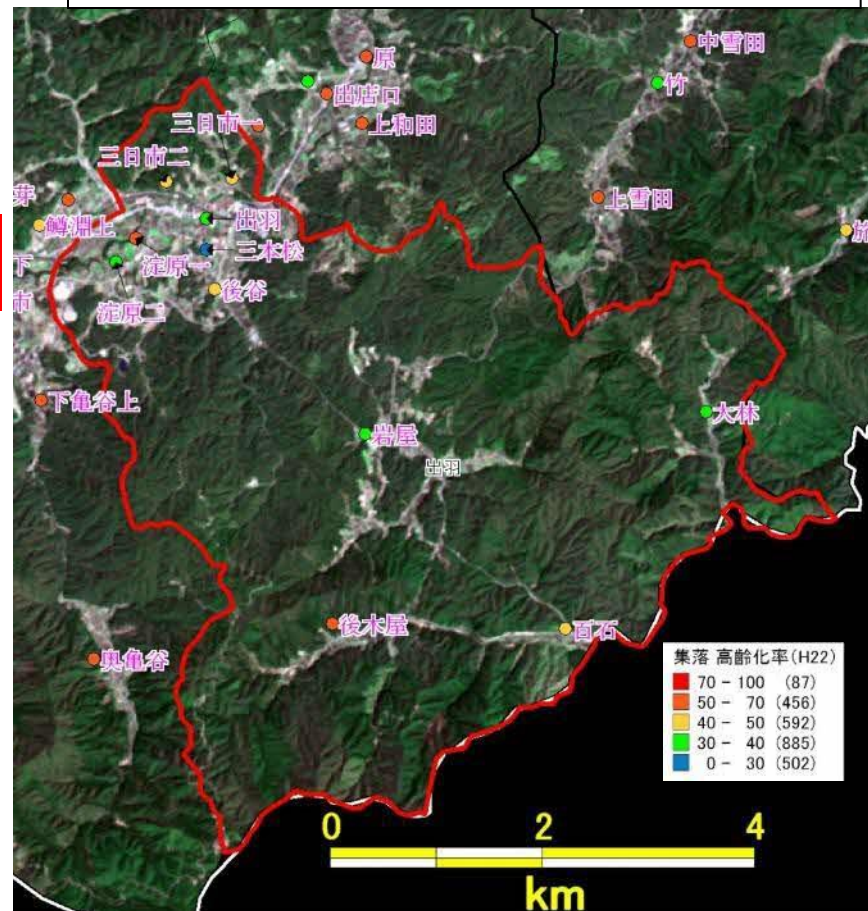 中雪田
原
竹
出店口
三日市一
上和田
三日市二
芽
上雪田
出羽
鱒淵上
三本松
下
淀原一
市
後谷
淀原二
下亀谷上
大林
岩屋
出羽
後木屋
百石
奥亀谷
集落 高齢化率(H22)
70 - 100 (87)
50 - 70 (456)
40 - 50 (592)
30 - 40 (885)
0 - 30 (502)
0 2 4
km